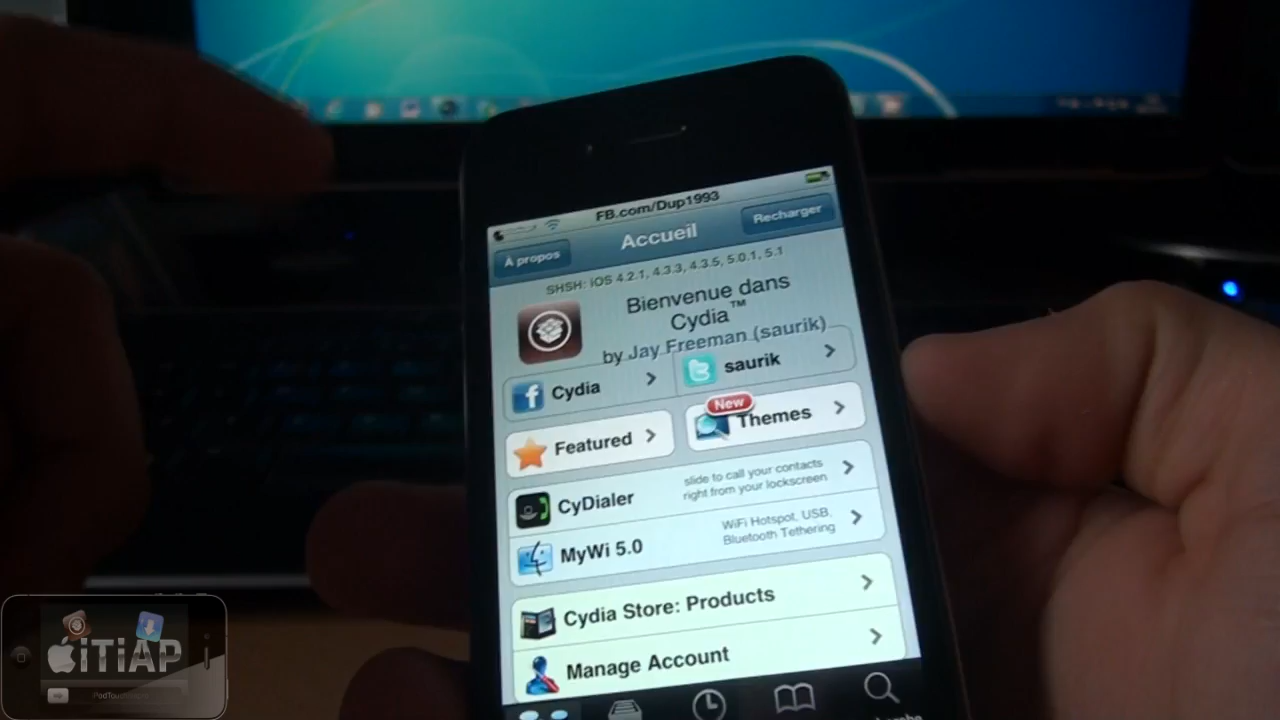 FB.com/Dup1993
À propos
Accueil
Recharger
SHSH: iOS 4.2.1, 4.3.3, 4.3.5, 5.0.1, 5.1
Bienvenue dans
Cydia™
by Jay Freeman (saurik)
Cydia
saurik
Featured
New
Themes
CyDialer
slide to call your contacts
right from your lockscreen
MyWi 5.0
WiFi Hotspot, USB,
Bluetooth Tethering
Cydia Store: Products
Manage Account
iTiAP